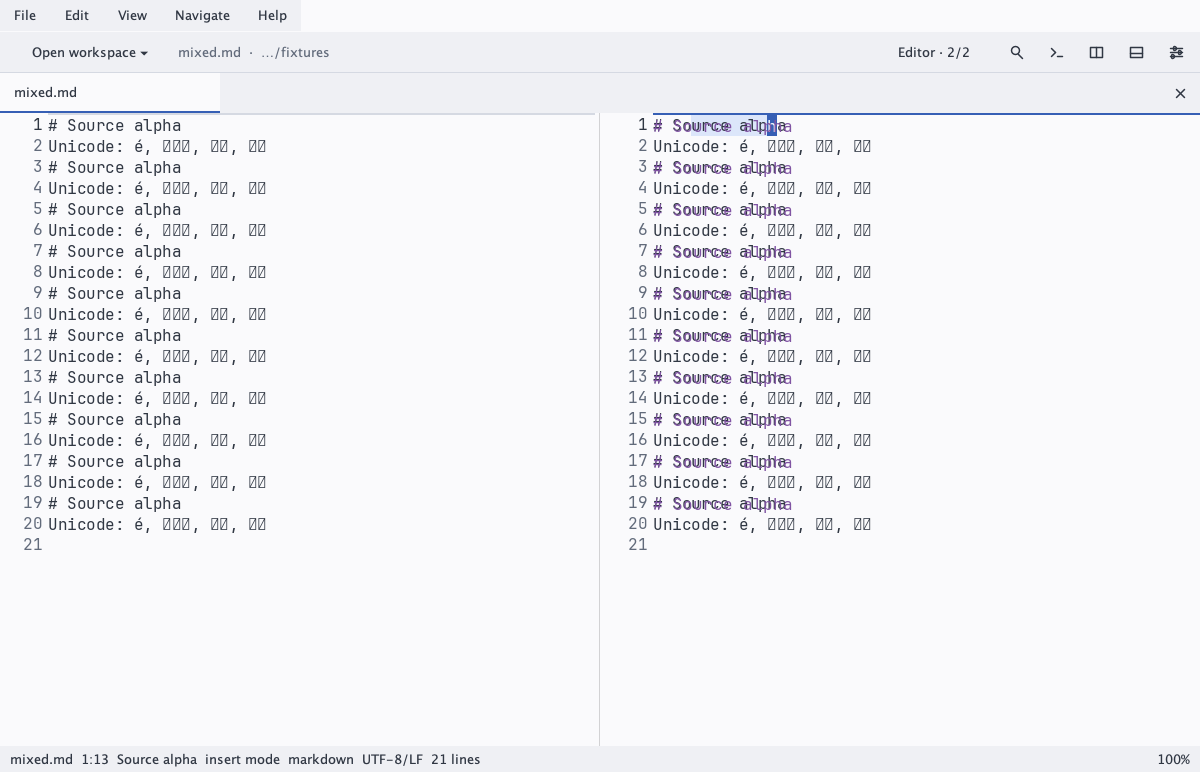 File Edit View Navigate Help
Open workspace mixed.md · …/fixtures Editor · 2/2
mixed.md
1 # Source alpha
2 Unicode: é, , ,
3 # Source alpha
4 Unicode: é, , ,
5 # Source alpha
6 Unicode: é, , ,
7 # Source alpha
8 Unicode: é, , ,
9 # Source alpha
10 Unicode: é, , ,
11 # Source alpha
12 Unicode: é, , ,
13 # Source alpha
14 Unicode: é, , ,
15 # Source alpha
16 Unicode: é, , ,
17 # Source alpha
18 Unicode: é, , ,
19 # Source alpha
20 Unicode: é, , ,
21
1 # Source alpha
2 Unicode: é, , ,
3 # Source alpha
4 Unicode: é, , ,
5 # Source alpha
6 Unicode: é, , ,
7 # Source alpha
8 Unicode: é, , ,
9 # Source alpha
10 Unicode: é, , ,
11 # Source alpha
12 Unicode: é, , ,
13 # Source alpha
14 Unicode: é, , ,
15 # Source alpha
16 Unicode: é, , ,
17 # Source alpha
18 Unicode: é, , ,
19 # Source alpha
20 Unicode: é, , ,
21
mixed.md 1:13 Source alpha insert mode markdown UTF-8/LF 21 lines 100%